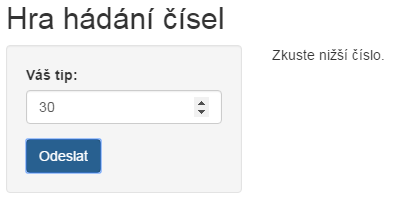 Hra hádání čísel
Váš tip:
30
Odeslat
Zkuste nižší číslo.